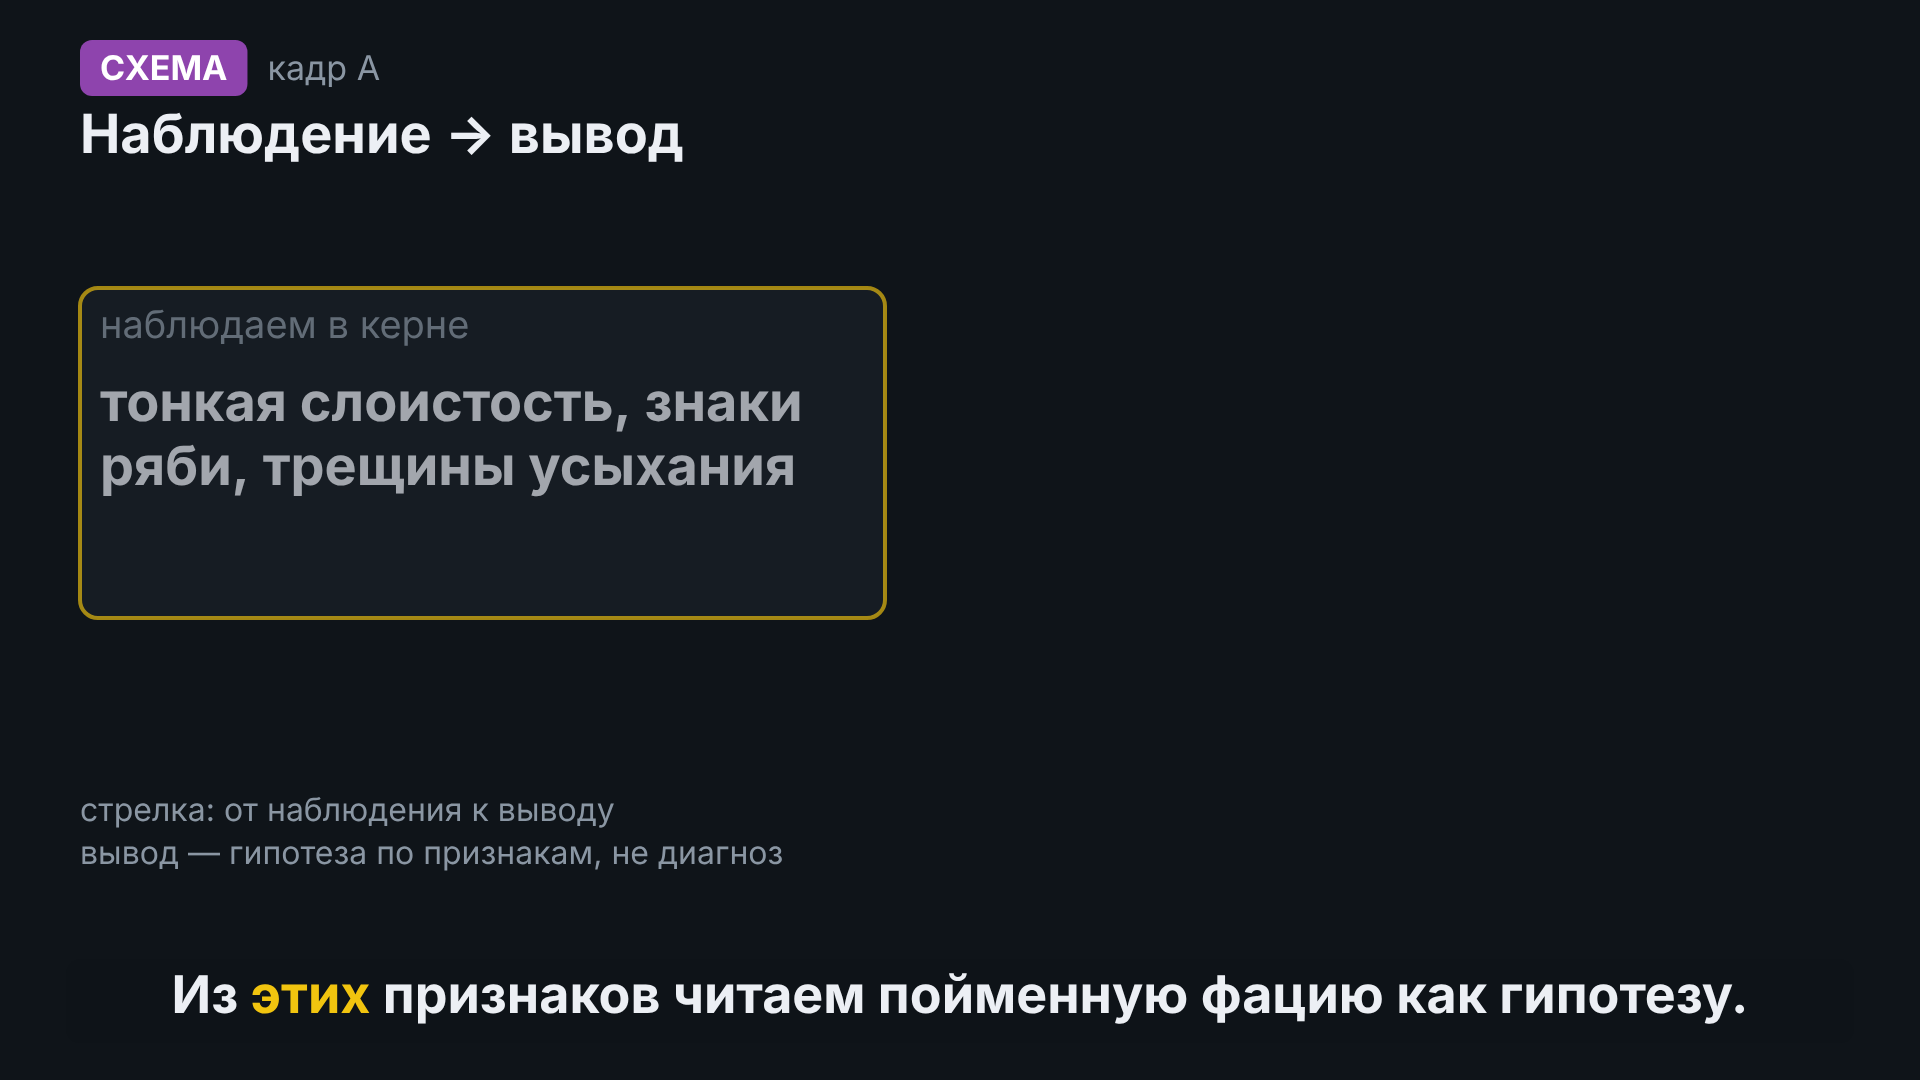 СХЕМА кадр А
Наблюдение → вывод
наблюдаем в керне
тонкая слоистость, знаки
ряби, трещины усыхания
стрелка: от наблюдения к выводу
вывод — гипотеза по признакам, не диагноз
Из этих признаков читаем пойменную фацию как гипотезу.